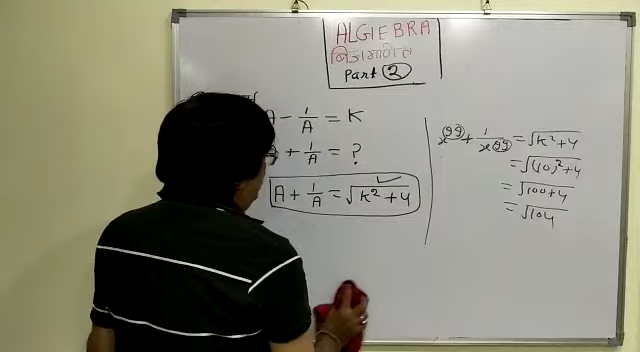 ALGIEBRA
बिजगणित
Part 2
A - 1/A = K
A + 1/A = ?
A + 1/A = √K²+4
x⁹⁹ + 1/x⁹⁹ = √K²+4
= √(10)²+4
= √100+4
= √104